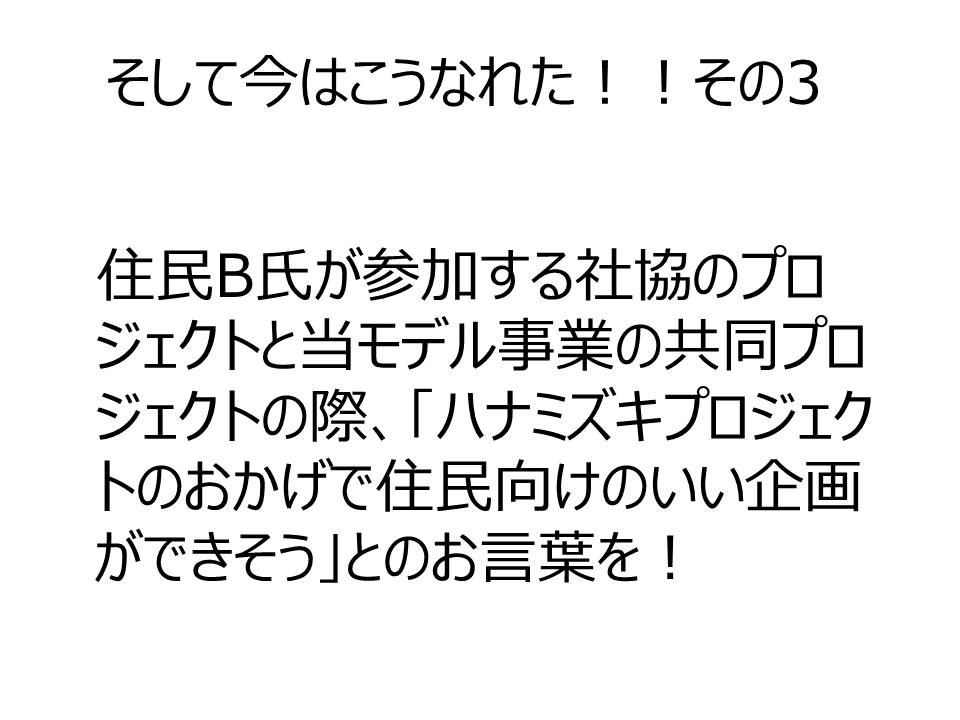 そして今はこうなれた！！その3
住民B氏が参加する社協のプロ
ジェクトと当モデル事業の共同プロ
ジェクトの際、「ハナミズキプロジェク
トのおかげで住民向けのいい企画
ができそう」とのお言葉を！